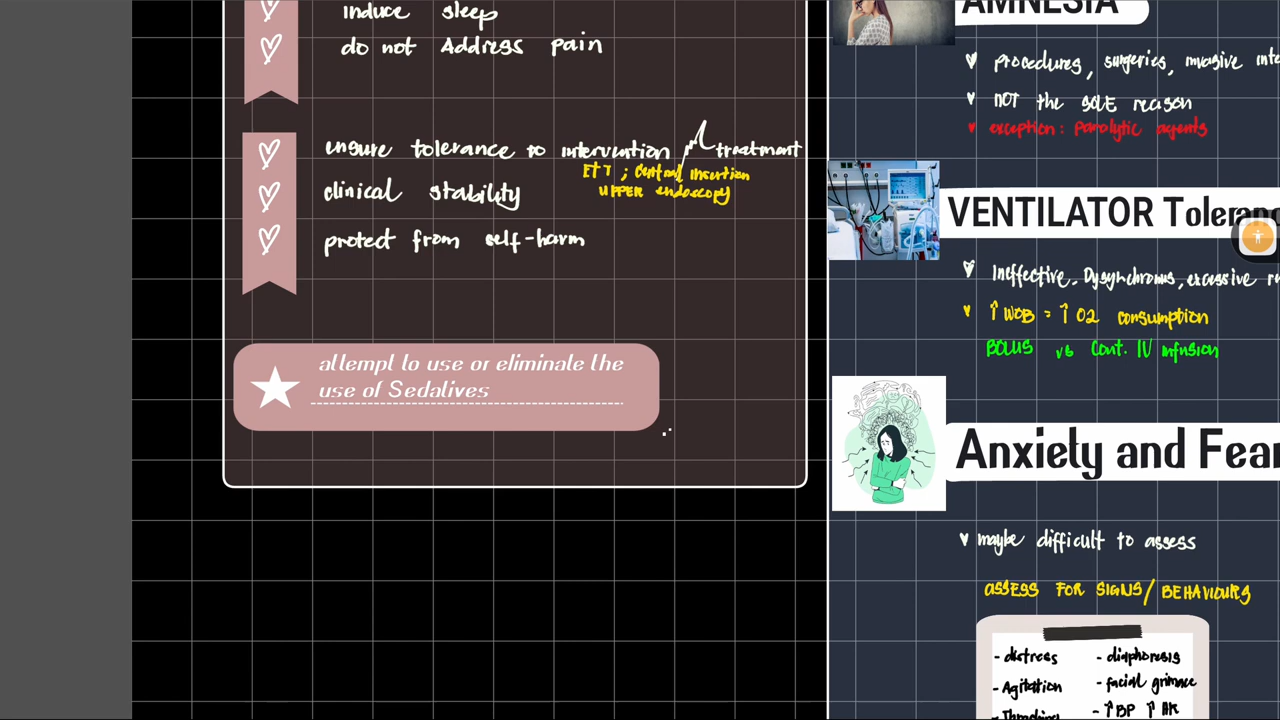 induce sleep
do not Address pain
ensure tolerance to intervention / treatment
ETT ; Central insertion
UPPER endoscopy
clinical stability
protect from self-harm
attempt to use or eliminate the
use of Sedatives
AMNESIA
procedures, surgeries, invasive
NOT the SOLE reason
exception: Paralytic agents
VENTILATOR Toleranc
Ineffective. Dysynchronus, excessive
↑ WOB = ↑ O2 consumption
BOLUS vs Cont. IV infusion
Anxiety and Fear
maybe difficult to assess
ASSESS FOR SIGNS/ BEHAVIOURS
- distress
- Agitation
- Thrashing
- diaphoresis
- facial grimace
- ↑BP ↑ HR